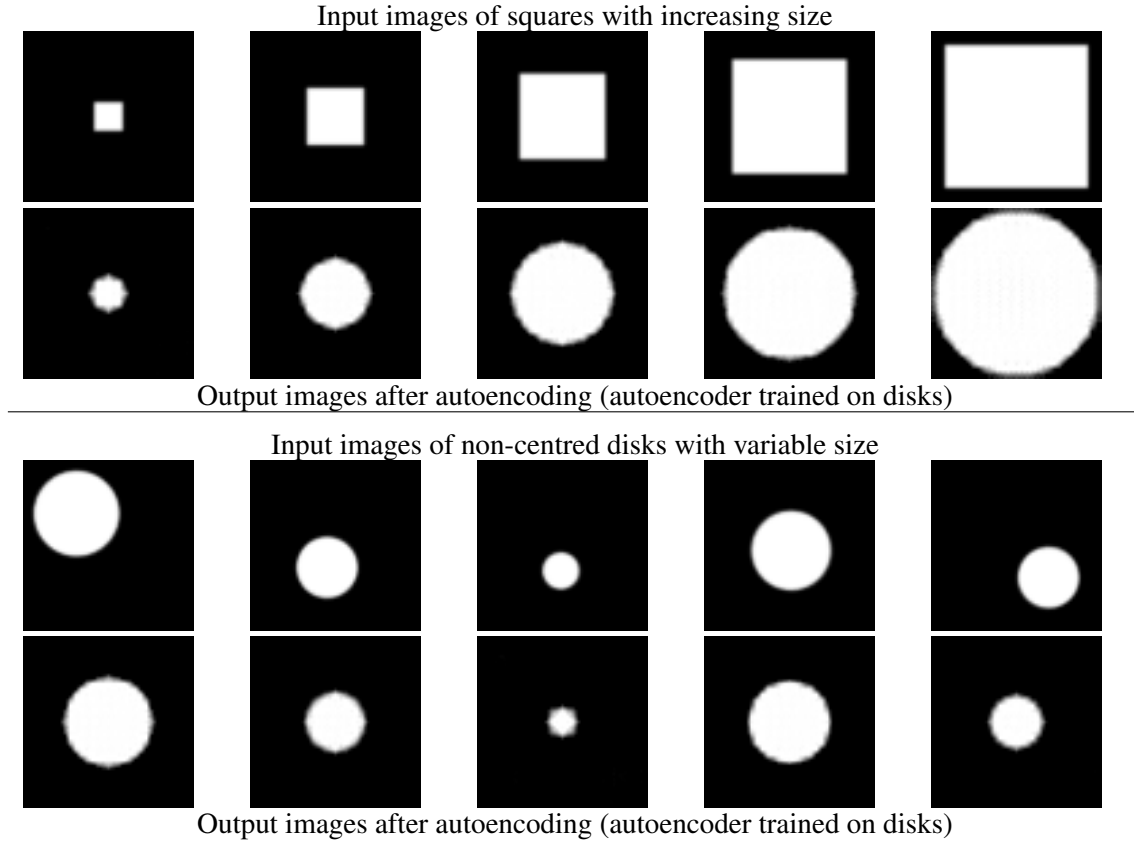 Input images of squares with increasing size
Output images after autoencoding (autoencoder trained on disks)
Input images of non-centred disks with variable size
Output images after autoencoding (autoencoder trained on disks)